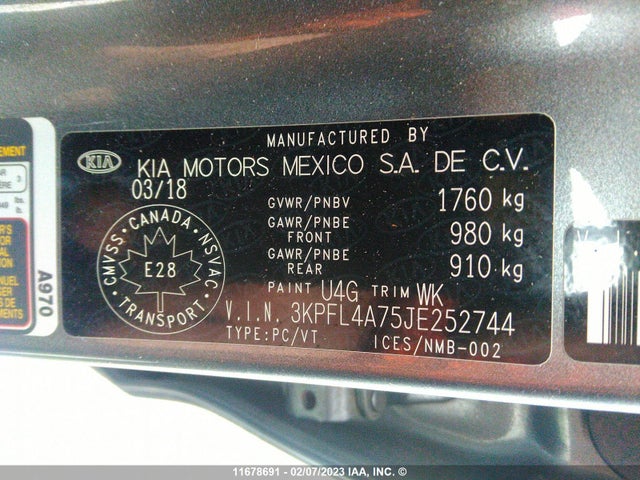 MANUFACTURED BY
KIA KIA MOTORS MEXICO S.A. DE C.V.
03/18
GVWR/PNBV 1760 kg
GAWR/PNBE FRONT 980 kg
GAWR/PNBE REAR 910 kg
PAINT U4G TRIM WK
V.I.N. 3KPFL4A75JE252744
TYPE:PC/VT ICES/NMB-002
CANADA
CMVSS NSVAC
E28
TRANSPORT
A970
11678691 - 02/07/2023 IAA, INC. ©